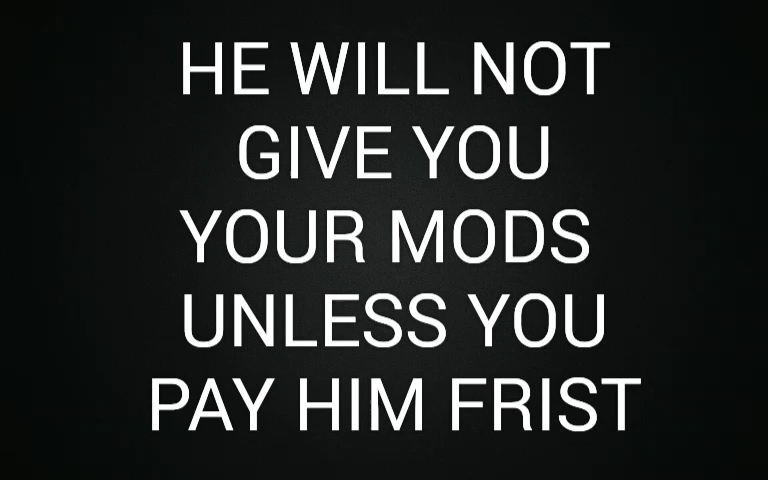 HE WILL NOT
GIVE YOU
YOUR MODS
UNLESS YOU
PAY HIM FRIST